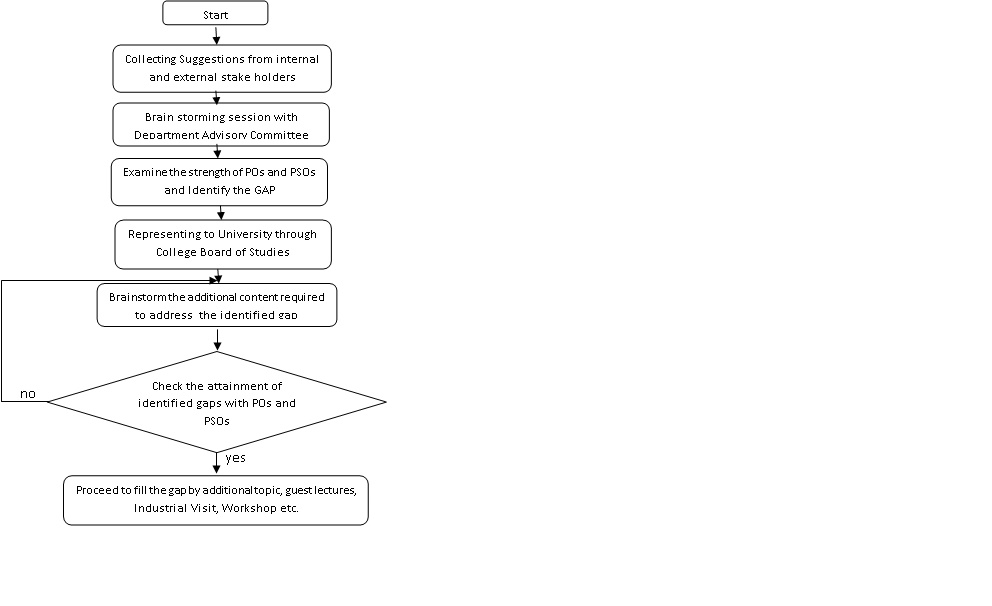 Start
Collecting Suggestions from internal
and external stake holders
Brain storming session with
Department Advisory Committee
Examine the strength of POs and PSOs
and Identify the GAP
Representing to University through
College Board of Studies
Brainstorm the additional content required
to address the identified gap
Check the attainment of
identified gaps with POs and
PSOs
no
yes
Proceed to fill the gap by additional topic, guest lectures,
Industrial Visit, Workshop etc.